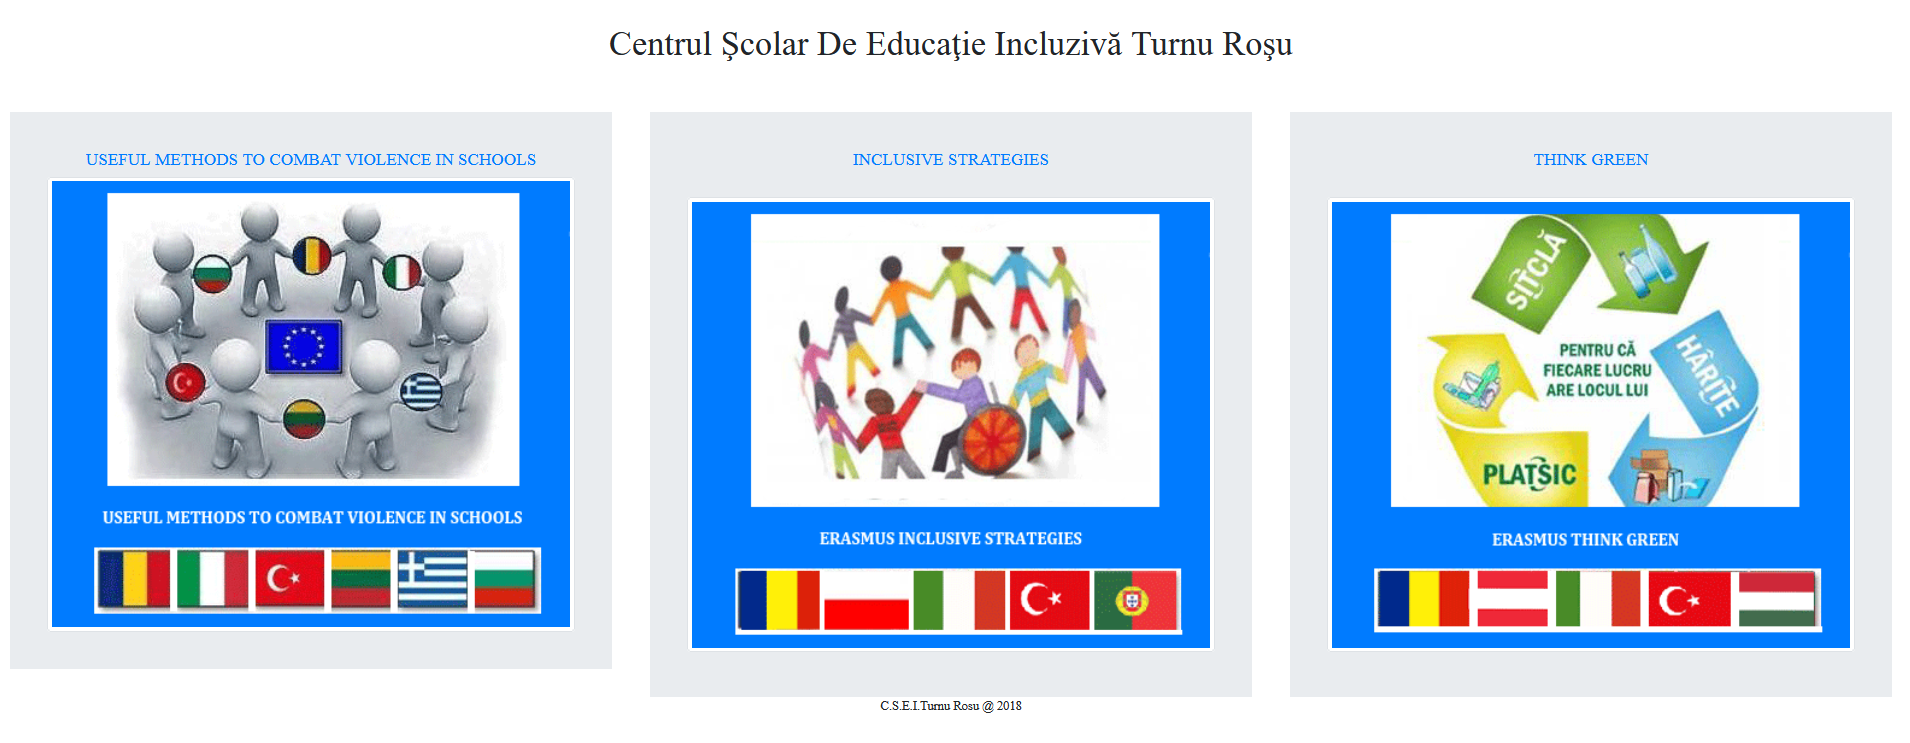 Centrul Şcolar De Educaţie Incluzivă Turnu Roşu
USEFUL METHODS TO COMBAT VIOLENCE IN SCHOOLS
USEFUL METHODS TO COMBAT VIOLENCE IN SCHOOLS
INCLUSIVE STRATEGIES
ERASMUS INCLUSIVE STRATEGIES
THINK GREEN
SITCLĂ
PENTRU CĂ
FIECARE LUCRU
ARE LOCUL LUI
HÂRITE
PLATSIC
ERASMUS THINK GREEN
C.S.E.I.Turnu Rosu @ 2018